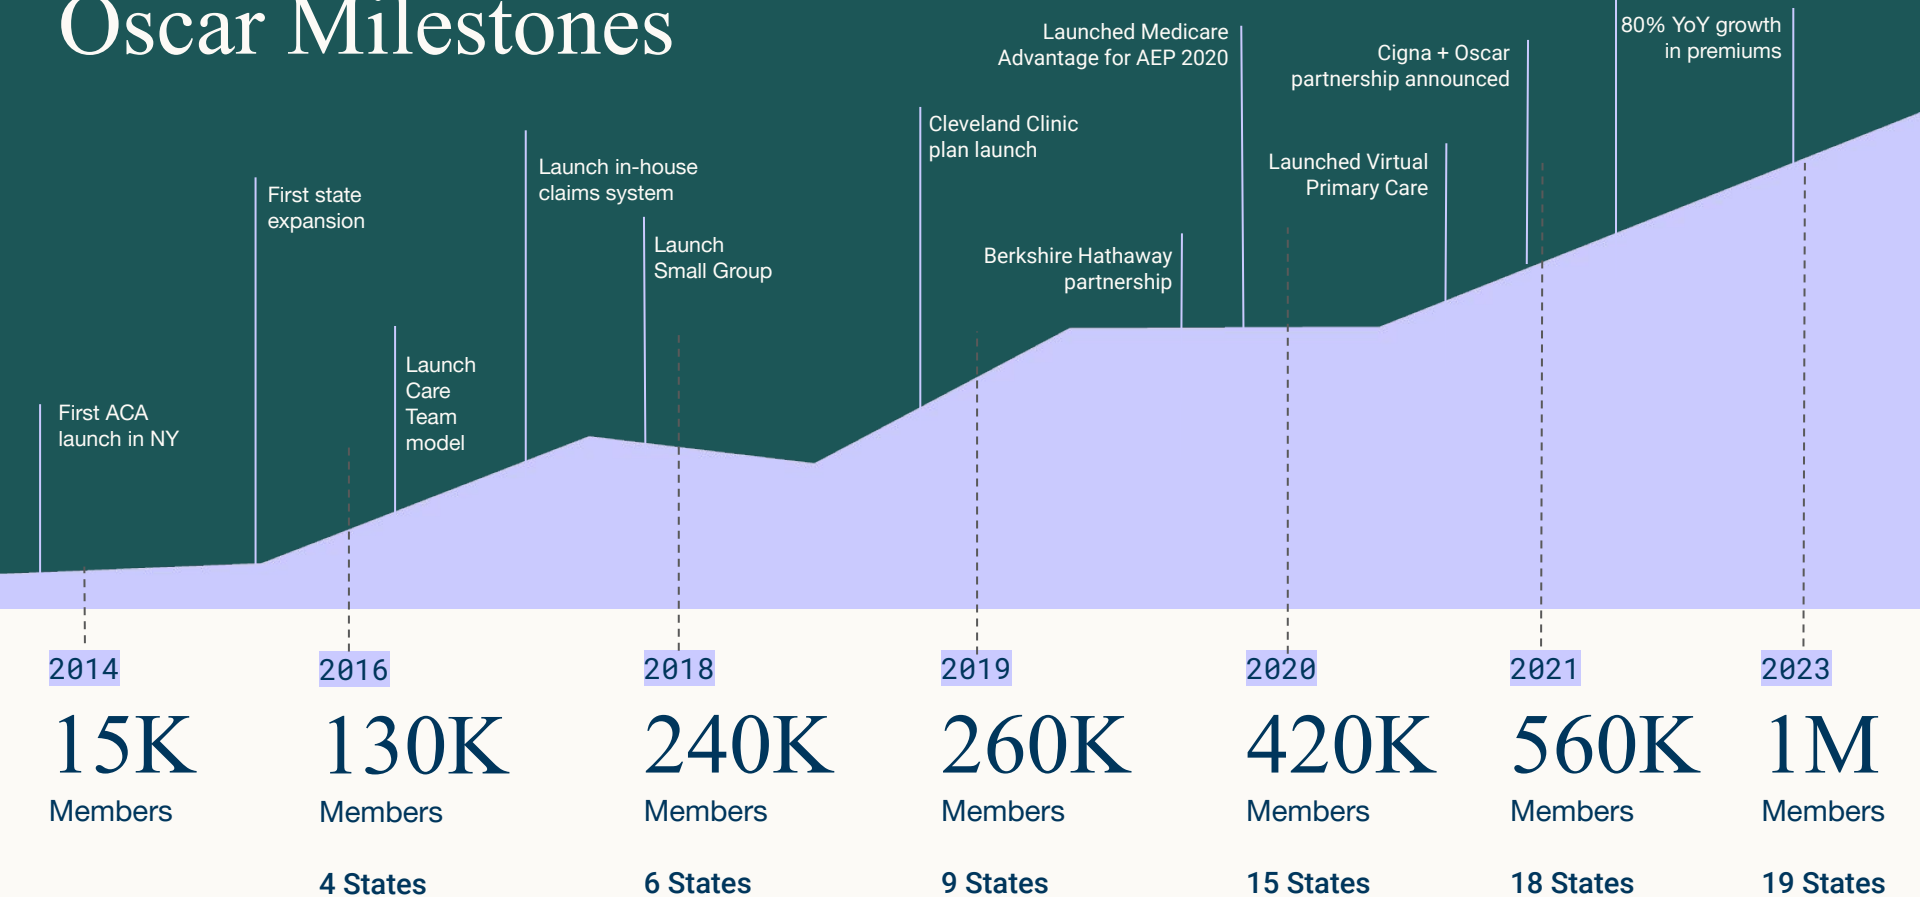 Oscar Milestones
First ACA
launch in NY
First state
expansion
Launch
Care
Team
model
Launch in-house
claims system
Launch
Small Group
Cleveland Clinic
plan launch
Berkshire Hathaway
partnership
Launched Medicare
Advantage for AEP 2020
Launched Virtual
Primary Care
Cigna + Oscar
partnership announced
80% YoY growth
in premiums
2014
15K
Members
2016
130K
Members
4 States
2018
240K
Members
6 States
2019
260K
Members
9 States
2020
420K
Members
15 States
2021
560K
Members
18 States
2023
1M
Members
19 States